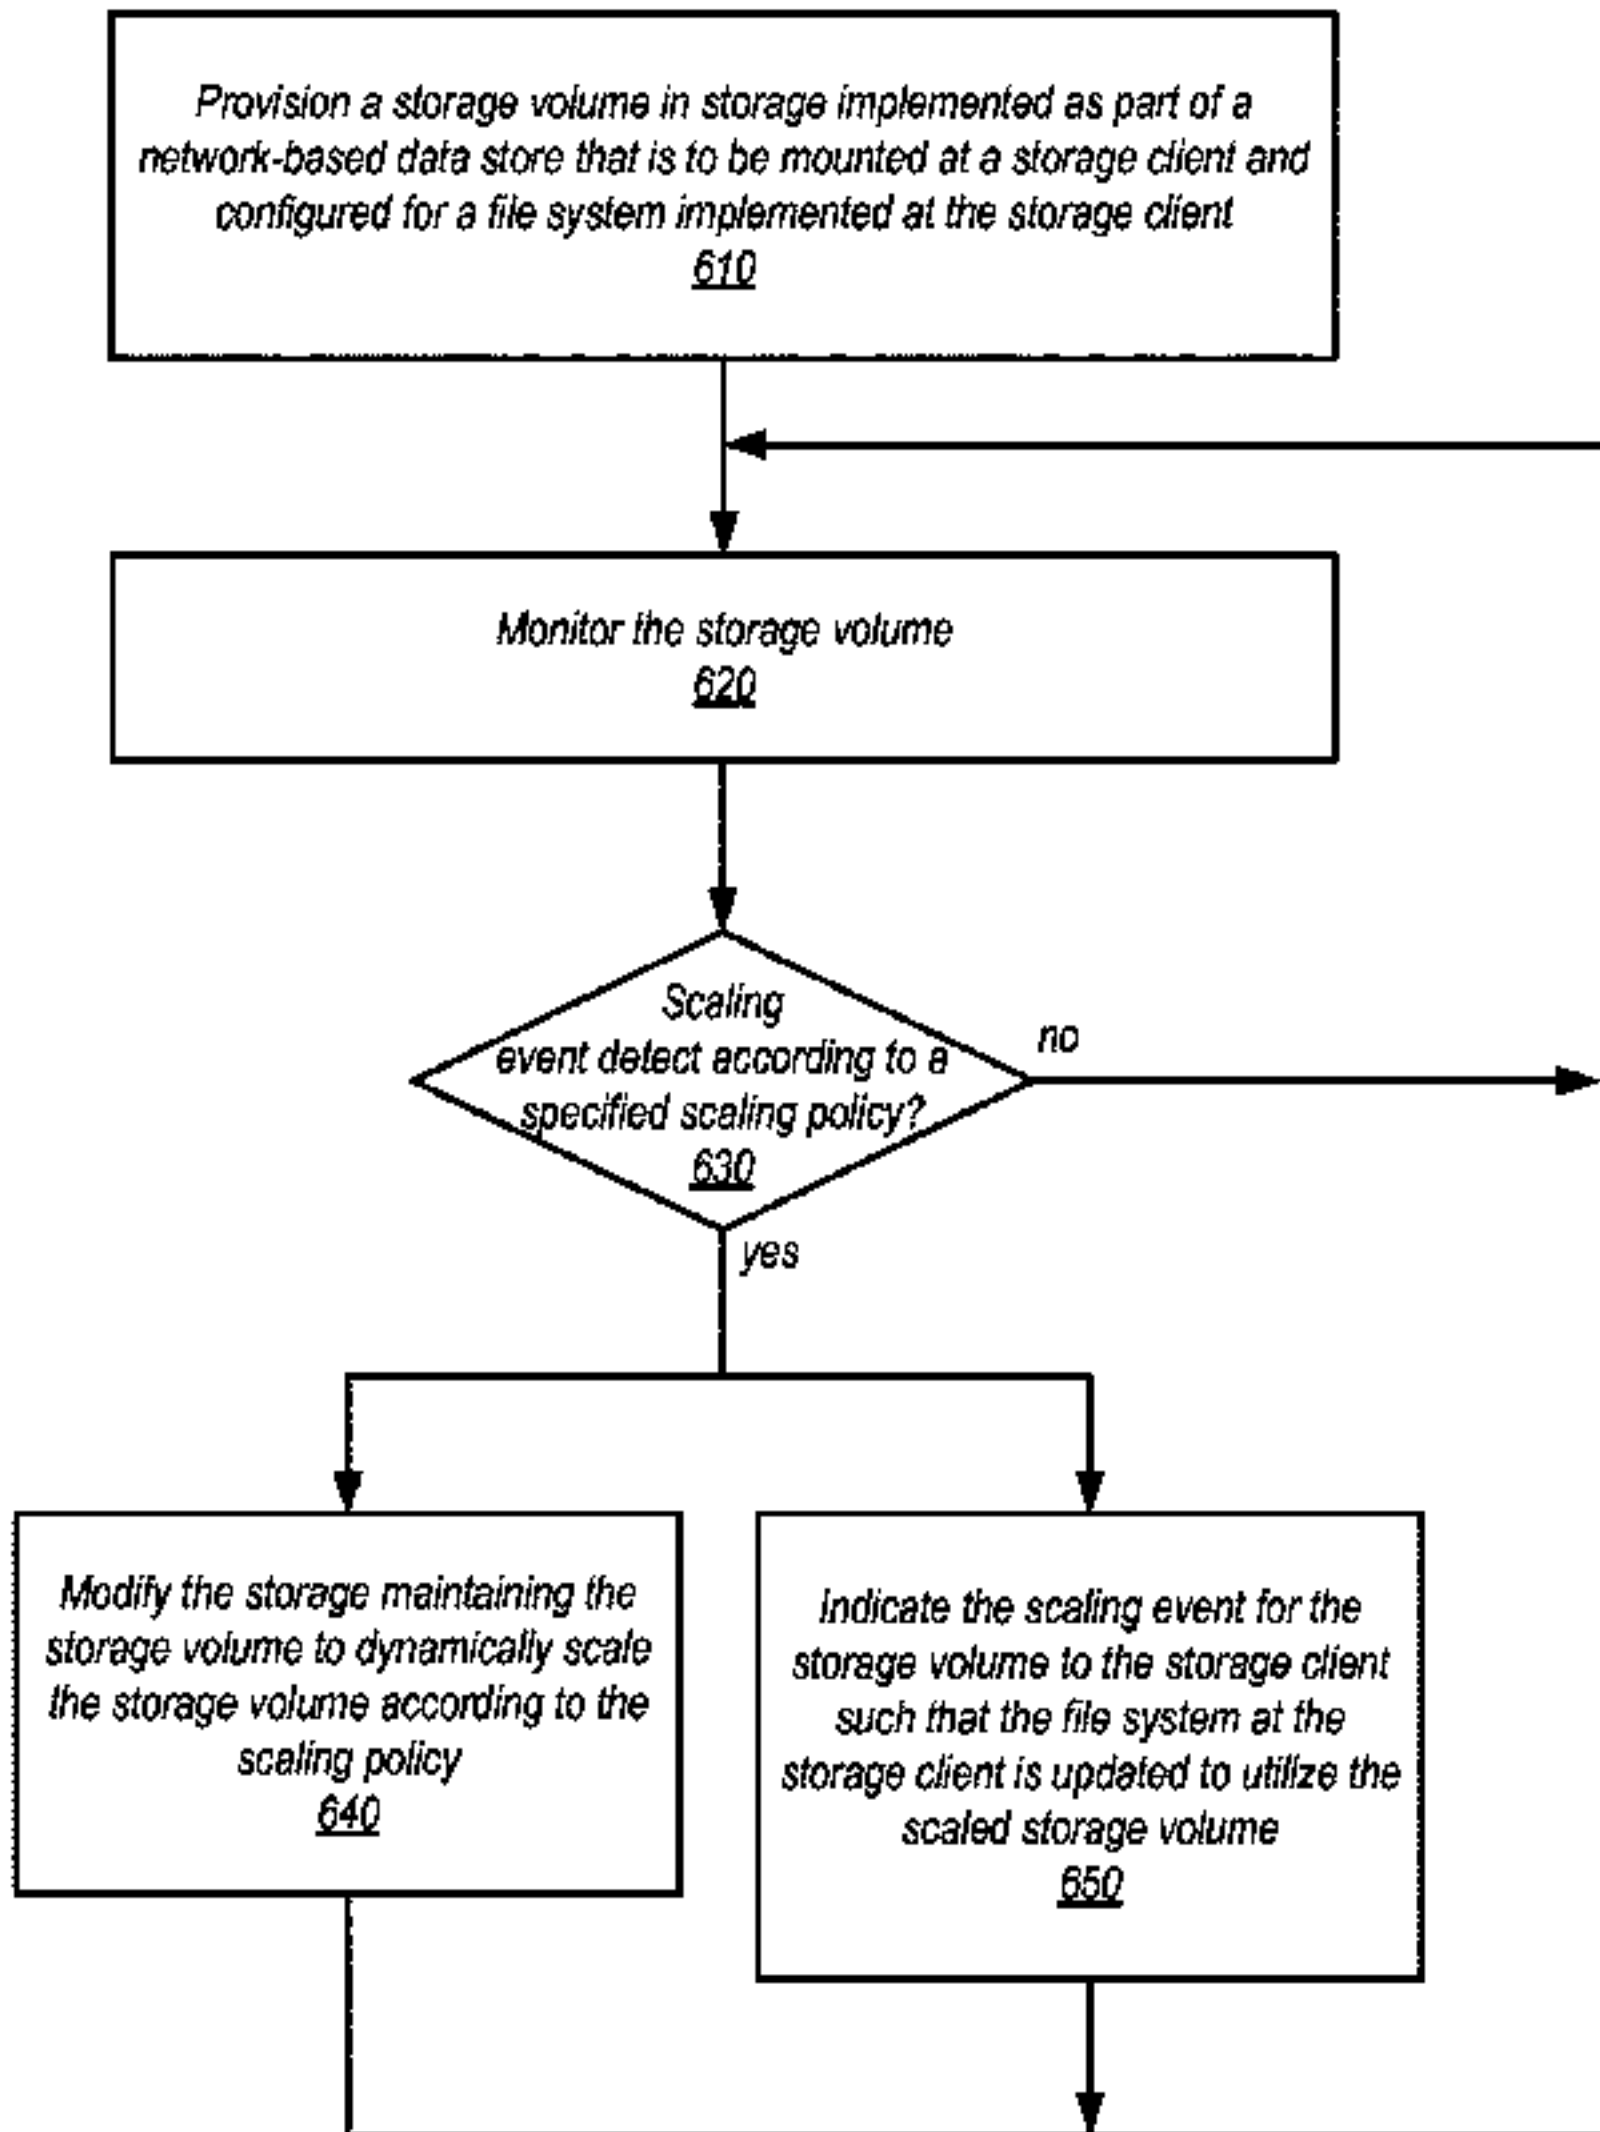 Provision a storage volume in storage implemented as part of a
network-based data store that is to be mounted at a storage client and
configured for a file system implemented at the storage client
610
Monitor the storage volume
620
Scaling
event detect according to a
specified scaling policy?
630
no
yes
Modify the storage maintaining the
storage volume to dynamically scale
the storage volume according to the
scaling policy
640
Indicate the scaling event for the
storage volume to the storage client
such that the file system at the
storage client is updated to utilize the
scaled storage volume
650